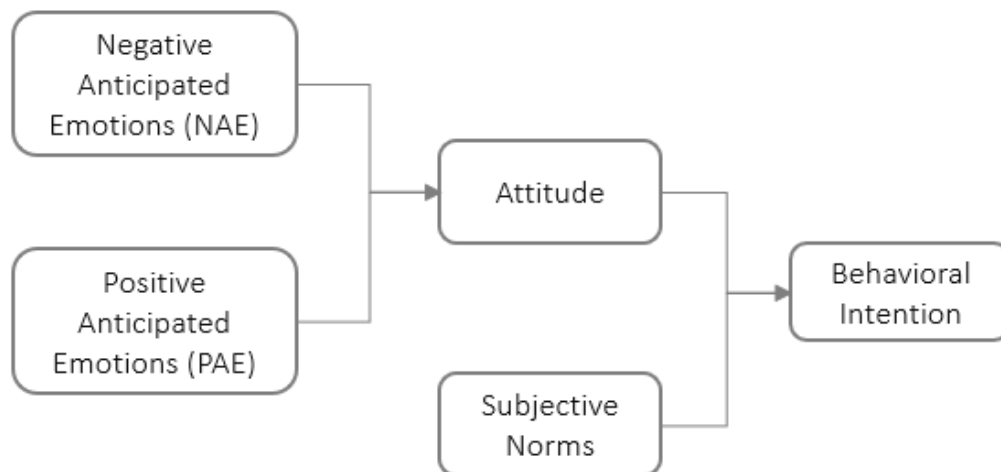 Negative
Anticipated
Emotions (NAE)
Attitude
Positive
Anticipated
Emotions (PAE)
Behavioral
Intention
Subjective
Norms